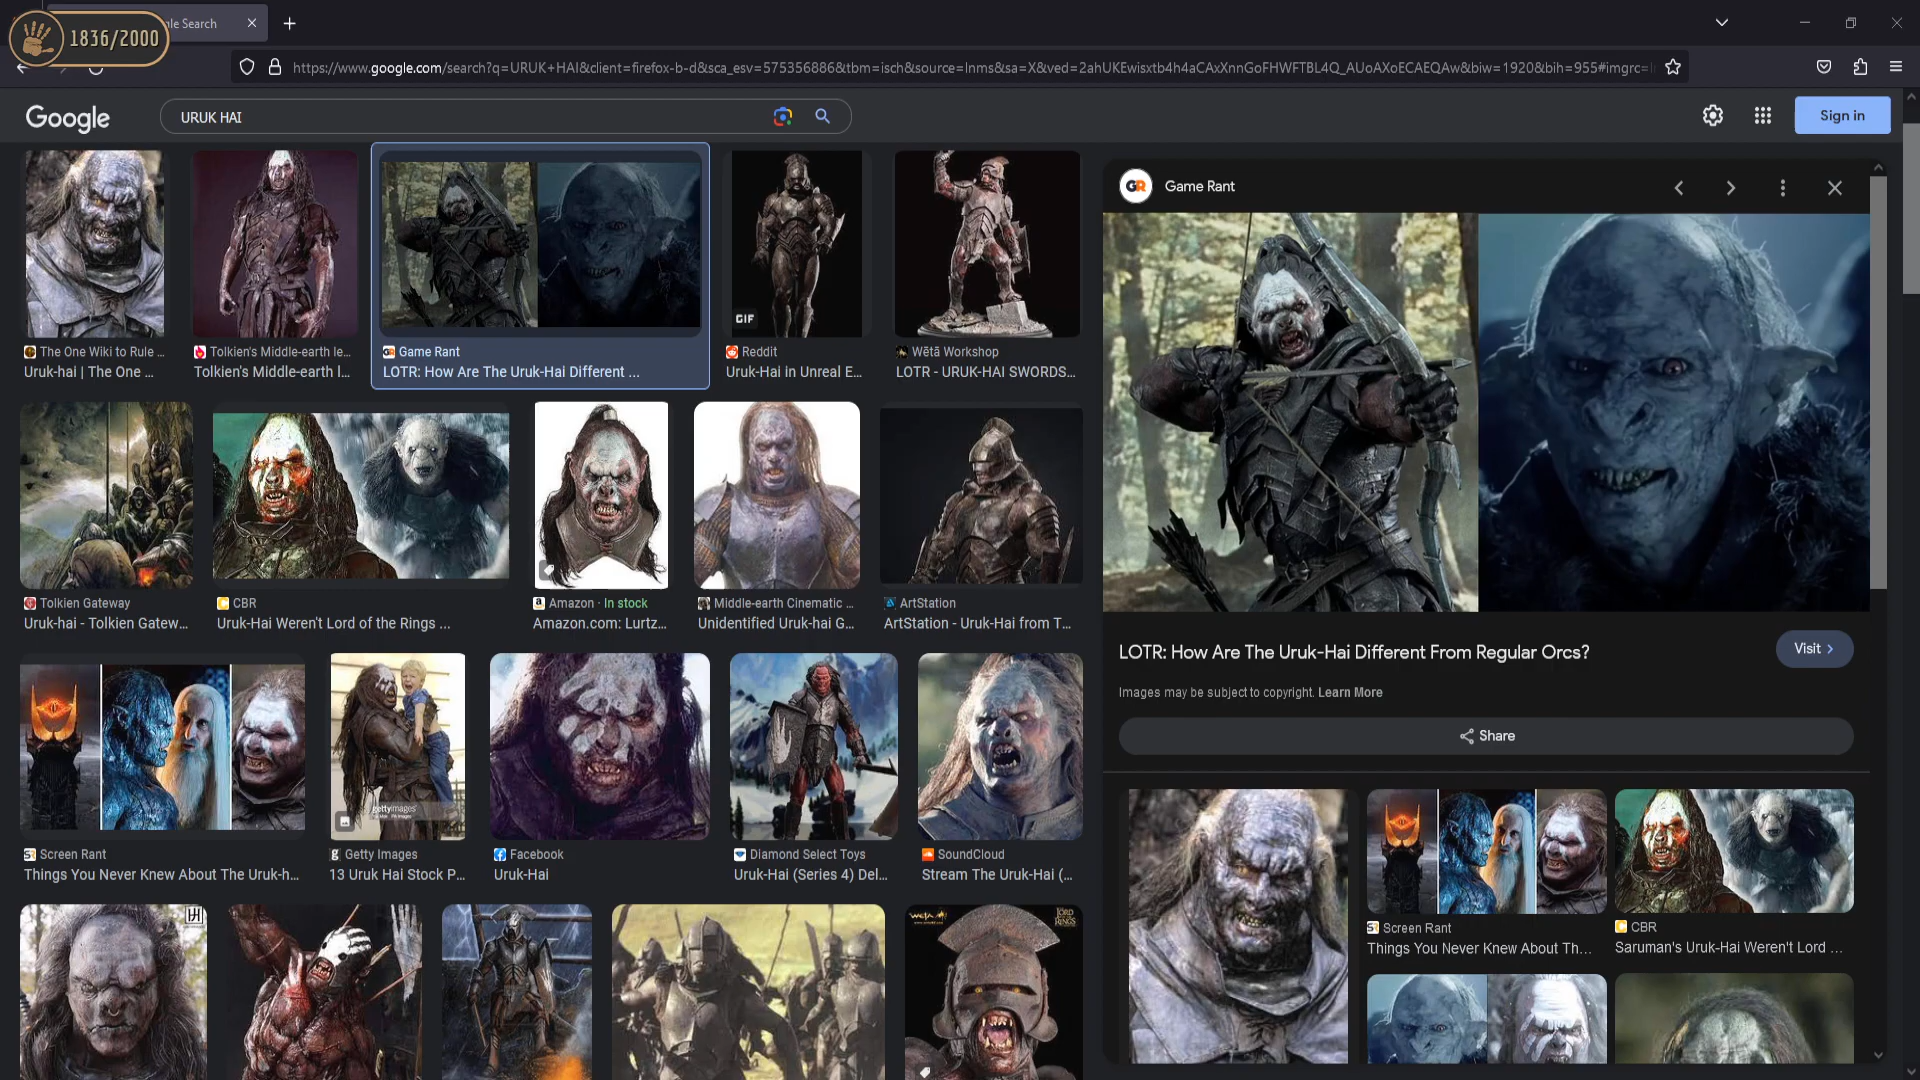 1836/2000
gle Search
https://www.google.com/search?q=URUK+HAI&client=firefox-b-d&sca_esv=575356886&tbm=isch&source=lnms&sa=X&ved=2ahUKEwisxtb4h4aCAxXnnGoFHWFTBL4Q_AUoAXoECAEQAw&biw=1920&bih=955#imgrc=
Google
URUK HAI
Sign in
GIF
The One Wiki to Rule ...
Uruk-hai | The One ...
Tolkien's Middle-earth le...
Tolkien's Middle-earth l...
Game Rant
LOTR: How Are The Uruk-Hai Different ...
Reddit
Uruk-Hai in Unreal E...
Wētā Workshop
LOTR - URUK-HAI SWORDS...
Tolkien Gateway
Uruk-hai - Tolkien Gatew...
CBR
Uruk-Hai Weren't Lord of the Rings ...
Amazon · In stock
Amazon.com: Lurtz...
Middle-earth Cinematic ...
Unidentified Uruk-hai G...
ArtStation
ArtStation - Uruk-Hai from T...
gettyimages
Screen Rant
Things You Never Knew About The Uruk-h...
Getty Images
13 Uruk Hai Stock P...
Facebook
Uruk-Hai
Diamond Select Toys
Uruk-Hai (Series 4) Del...
SoundCloud
Stream The Uruk-Hai (...
GR
Game Rant
LOTR: How Are The Uruk-Hai Different From Regular Orcs?
Visit
Images may be subject to copyright. Learn More
Share
Screen Rant
Things You Never Knew About Th...
CBR
Saruman's Uruk-Hai Weren't Lord ...